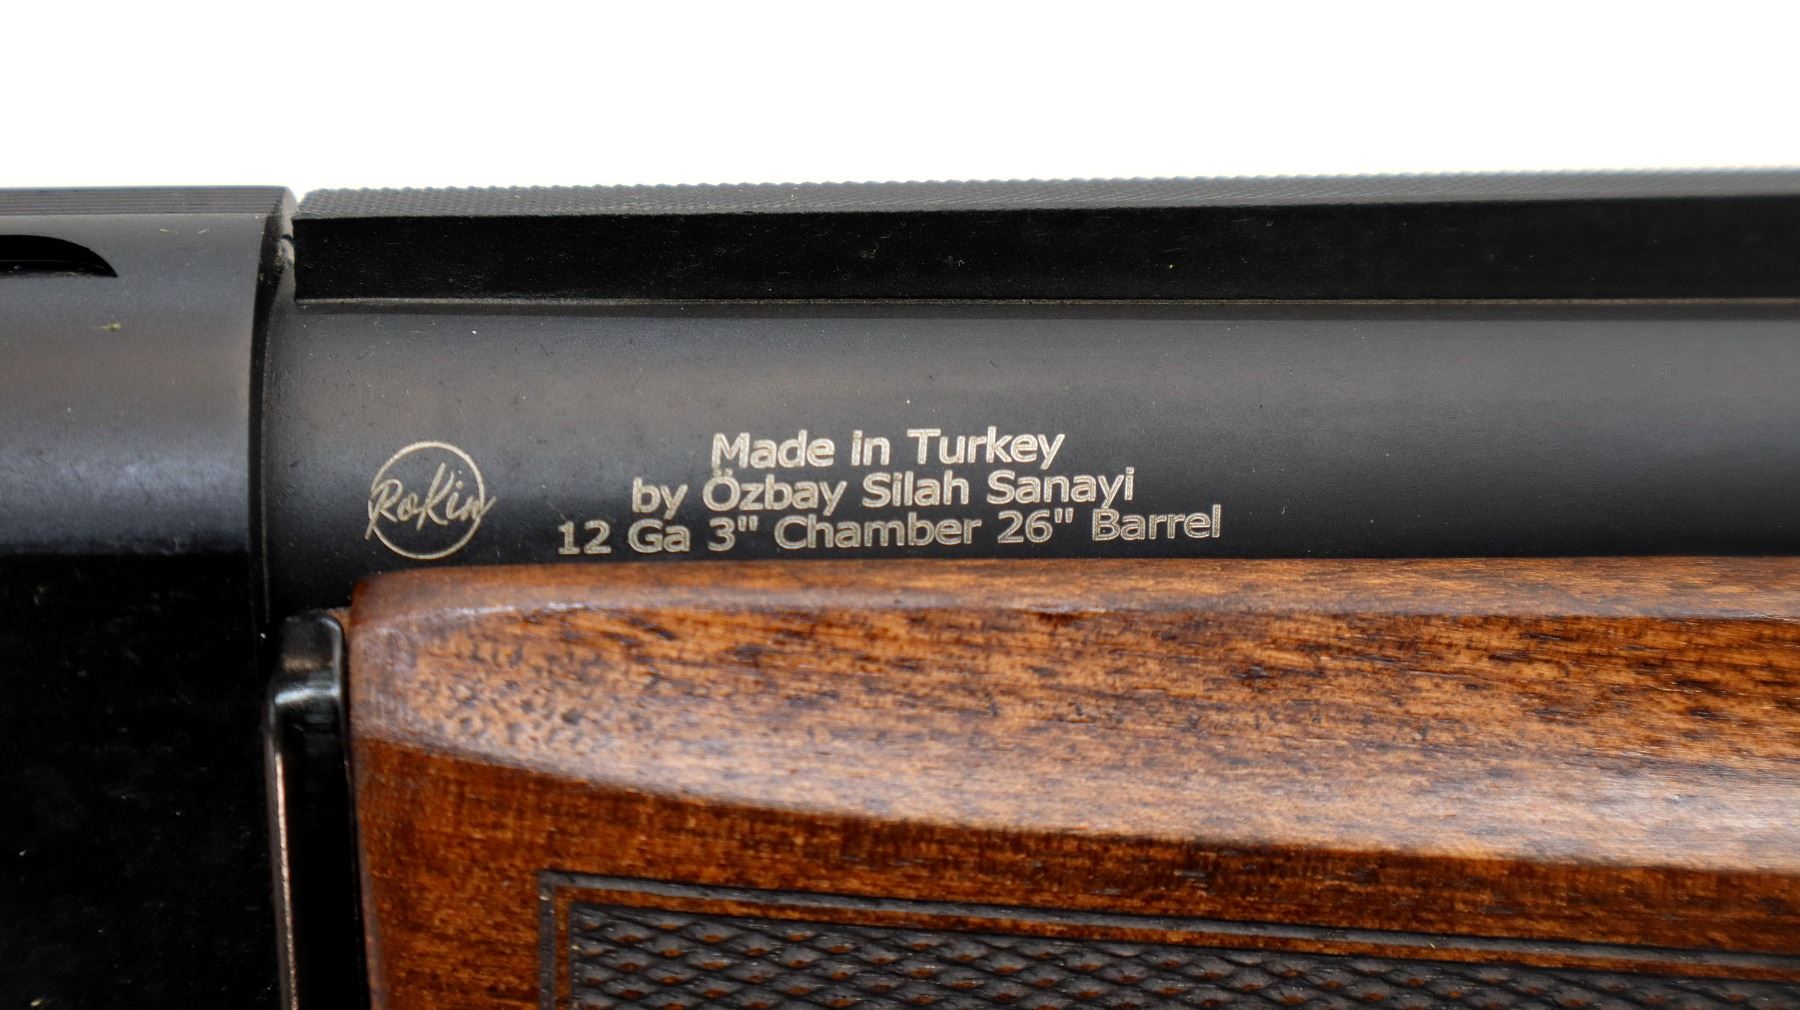 RoKin
Made in Turkey
by Özbay Silah Sanayi
12 Ga 3" Chamber 26" Barrel